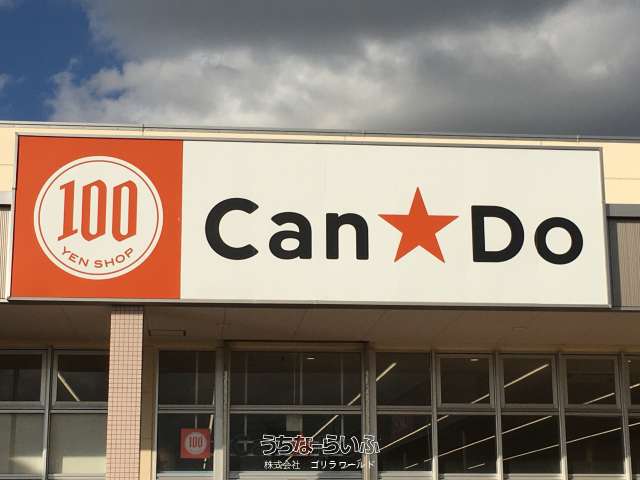 100
YEN SHOP
Can★Do
100
うちなーらいふ
株式会社 ゴリラワールド